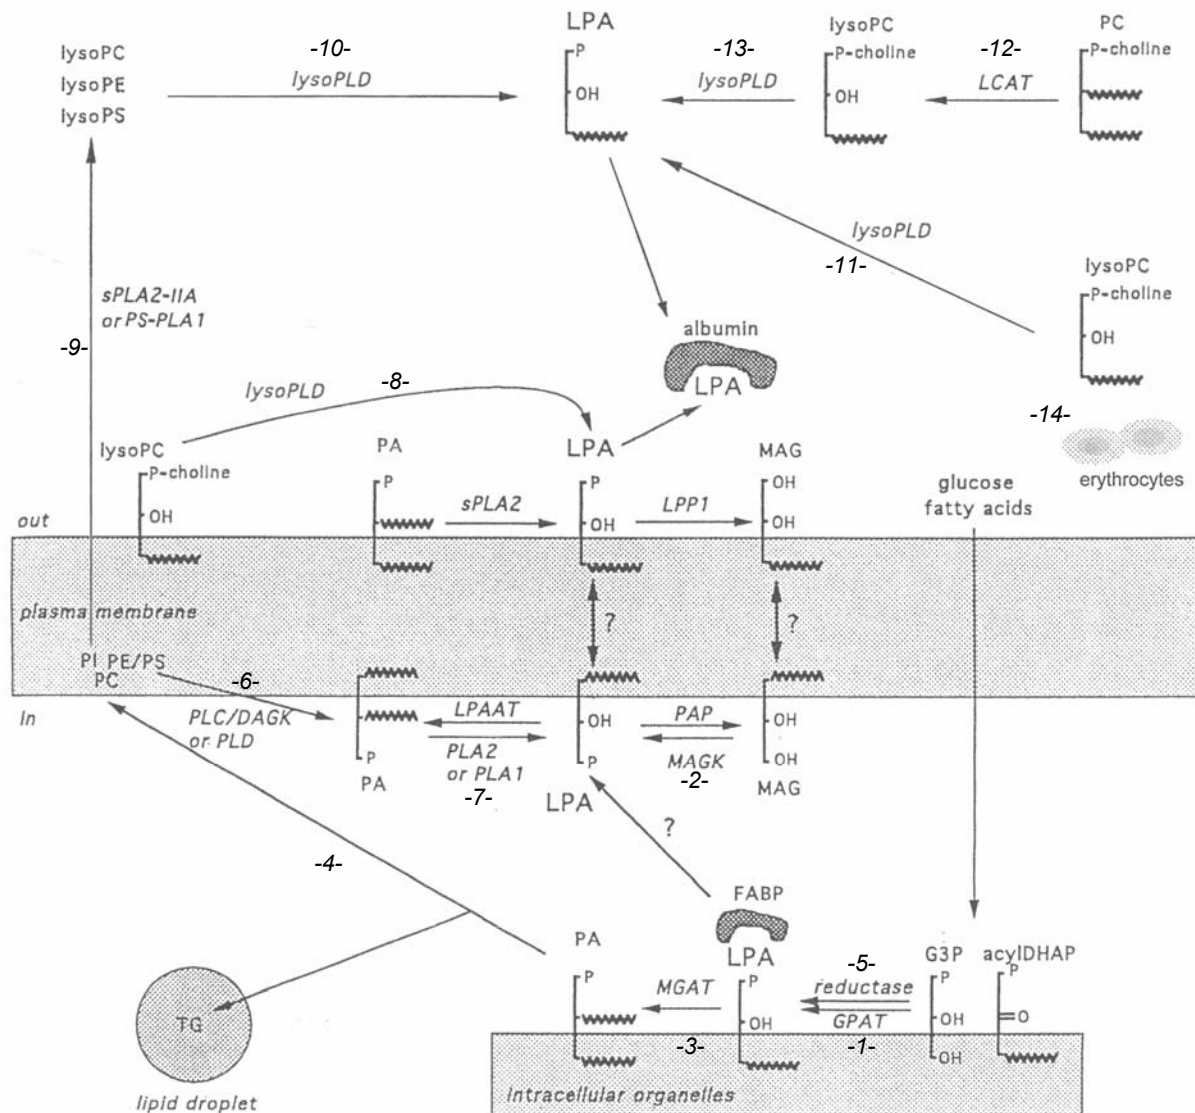 LPA
lysoPC
PC
-10-
-13-
-12-
lysoPC
lysoPE
lysoPS
lysoPLD
P
OH
lysoPLD
P-choline
OH
LCAT
P-choline
lysoPLD
-11-
lysoPC
P-choline
OH
-14-
erythrocytes
sPLA2-IIA
or PS-PLA1
-9-
albumin
LPA
lysoPLD
-8-
lysoPC
P-choline
OH
PA
P
sPLA2
LPA
P
OH
LPP1
MAG
OH
OH
glucose
fatty acids
out
plasma membrane
?
?
PI PE/PS
PC
in
-6-
PLC/DAGK
or PLD
LPAAT
PLA2
or PLA1
-7-
P
PA
OH
P
LPA
PAP
MAGK
-2-
OH
OH
MAG
-4-
?
FABP
LPA
PA
P
MGAT
-3-
P
OH
-5-
reductase
GPAT
-1-
G3P
P
OH
OH
acylDHAP
P
O
TG
lipid droplet
intracellular organelles